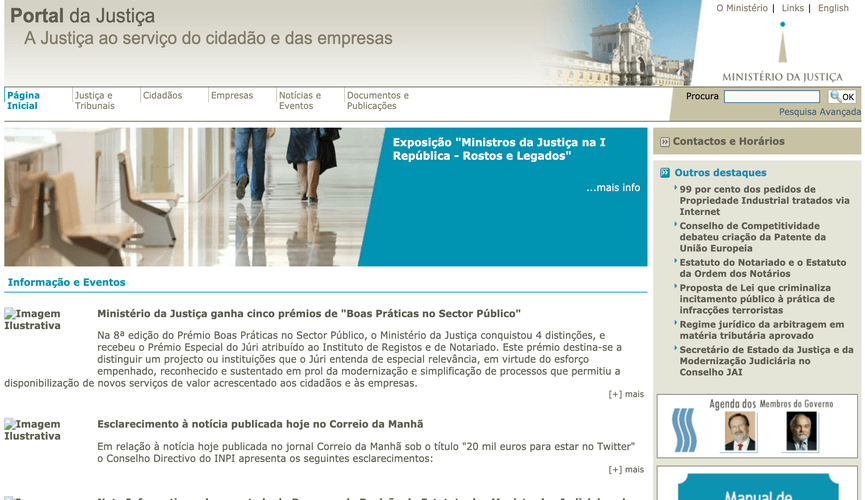 Portal da Justiça
A Justiça ao serviço do cidadão e das empresas
O Ministério | Links | English
MINISTÉRIO DA JUSTIÇA
Página
Inicial
Justiça e
Tribunais
Cidadãos
Empresas
Notícias e
Eventos
Documentos e
Publicações
Procura
OK
Pesquisa Avançada
Exposição "Ministros da Justiça na I
República - Rostos e Legados"
...mais info
Informação e Eventos
Imagem
Ilustrativa
Ministério da Justiça ganha cinco prémios de "Boas Práticas no Sector Público"
Na 8ª edição do Prémio Boas Práticas no Sector Público, o Ministério da Justiça conquistou 4 distinções, e
recebeu o Prémio Especial do Júri atribuído ao Instituto de Registos e de Notariado. Este prémio destina-se a
distinguir um projecto ou instituições que o Júri entenda de especial relevância, em virtude do esforço
empenhado, reconhecido e sustentado em prol da modernização e simplificação de processos que permitiu a
disponibilização de novos serviços de valor acrescentado aos cidadãos e às empresas.
[+] mais
Imagem
Ilustrativa
Esclarecimento à notícia publicada hoje no Correio da Manhã
Em relação à notícia hoje publicada no jornal Correio da Manhã sob o título "20 mil euros para estar no Twitter"
o Conselho Directivo do INPI apresenta os seguintes esclarecimentos:
[+] mais
Contactos e Horários
Outros destaques
99 por cento dos pedidos de
Propriedade Industrial tratados via
Internet
Conselho de Competitividade
debateu criação da Patente da
União Europeia
Estatuto do Notariado e o Estatuto
da Ordem dos Notários
Proposta de Lei que criminaliza
incitamento público à prática de
infracções terroristas
Regime jurídico da arbitragem em
matéria tributária aprovado
Secretário de Estado da Justiça e da
Modernização Judiciária no
Conselho JAI
Agenda dos Membros do Governo
Manual de